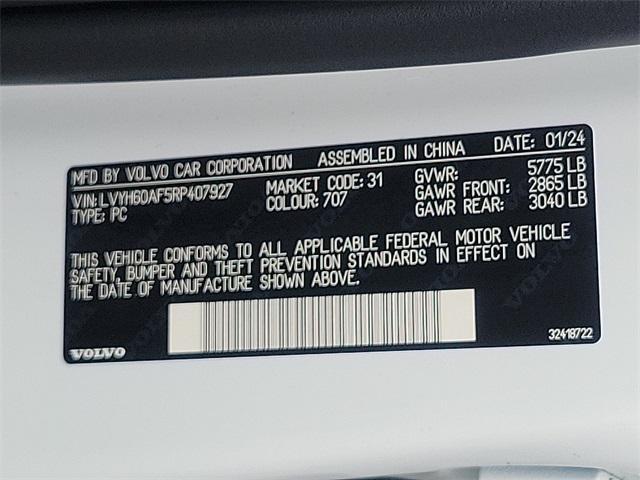 MFD BY VOLVO CAR CORPORATION ASSEMBLED IN CHINA DATE: 01/24
VIN: LVYH60AF5RP407927 MARKET CODE: 31 GVWR: 5775 LB
TYPE: PC COLOUR: 707 GAWR FRONT: 2865 LB
GAWR REAR: 3040 LB
THIS VEHICLE CONFORMS TO ALL APPLICABLE FEDERAL MOTOR VEHICLE
SAFETY, BUMPER AND THEFT PREVENTION STANDARDS IN EFFECT ON
THE DATE OF MANUFACTURE SHOWN ABOVE.
VOLVO 32418722